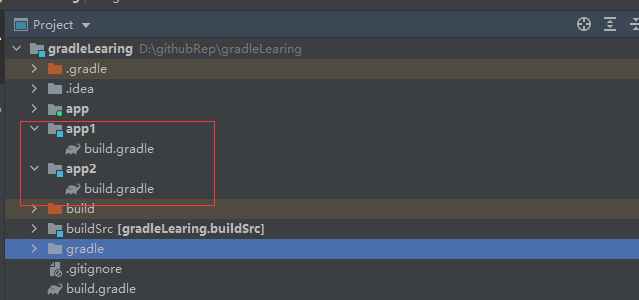 Project
gradleLearing D:\githubRep\gradleLearing
.gradle
.idea
app
app1
build.gradle
app2
build.gradle
build
buildSrc [gradleLearing.buildSrc]
gradle
.gitignore
build.gradle